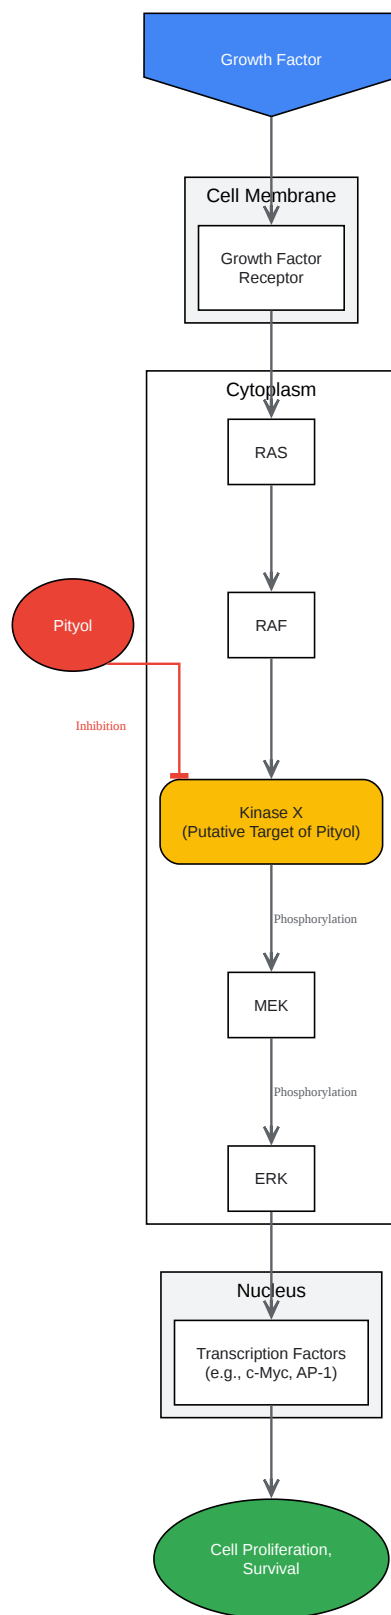 Growth Factor
Cell Membrane
Growth Factor
Receptor
Cytoplasm
RAS
RAF
Pityol
Inhibition
Kinase X
(Putative Target of Pityol)
Phosphorylation
MEK
Phosphorylation
ERK
Nucleus
Transcription Factors
(e.g., c-Myc, AP-1)
Cell Proliferation,
Survival